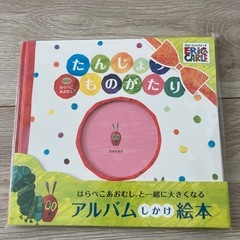 the world of
ERIC CARLE
たんじょう
はらぺこあおむし
ものがたり
はらぺこあおむし®と一緒に大きくなる
アルバムしかけ絵本